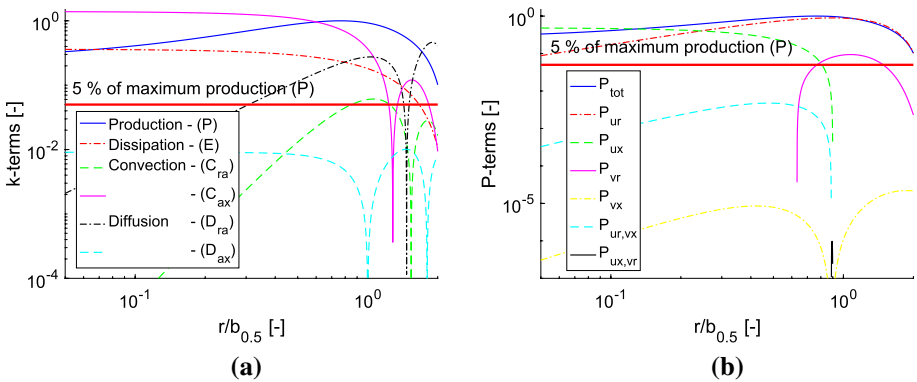 10^0
10^-2
10^-4
k-terms [-]
5 % of maximum production (P)
Production - (P)
Dissipation - (E)
Convection - (C_ra)
- (C_ax)
Diffusion - (D_ra)
- (D_ax)
10^-1
10^0
r/b_0.5 [-]
(a)
10^0
10^-5
P-terms [-]
5 % of maximum production (P)
P_tot
P_ur
P_ux
P_vr
P_vx
P_ur,vx
P_ux,vr
10^-1
10^0
r/b_0.5 [-]
(b)